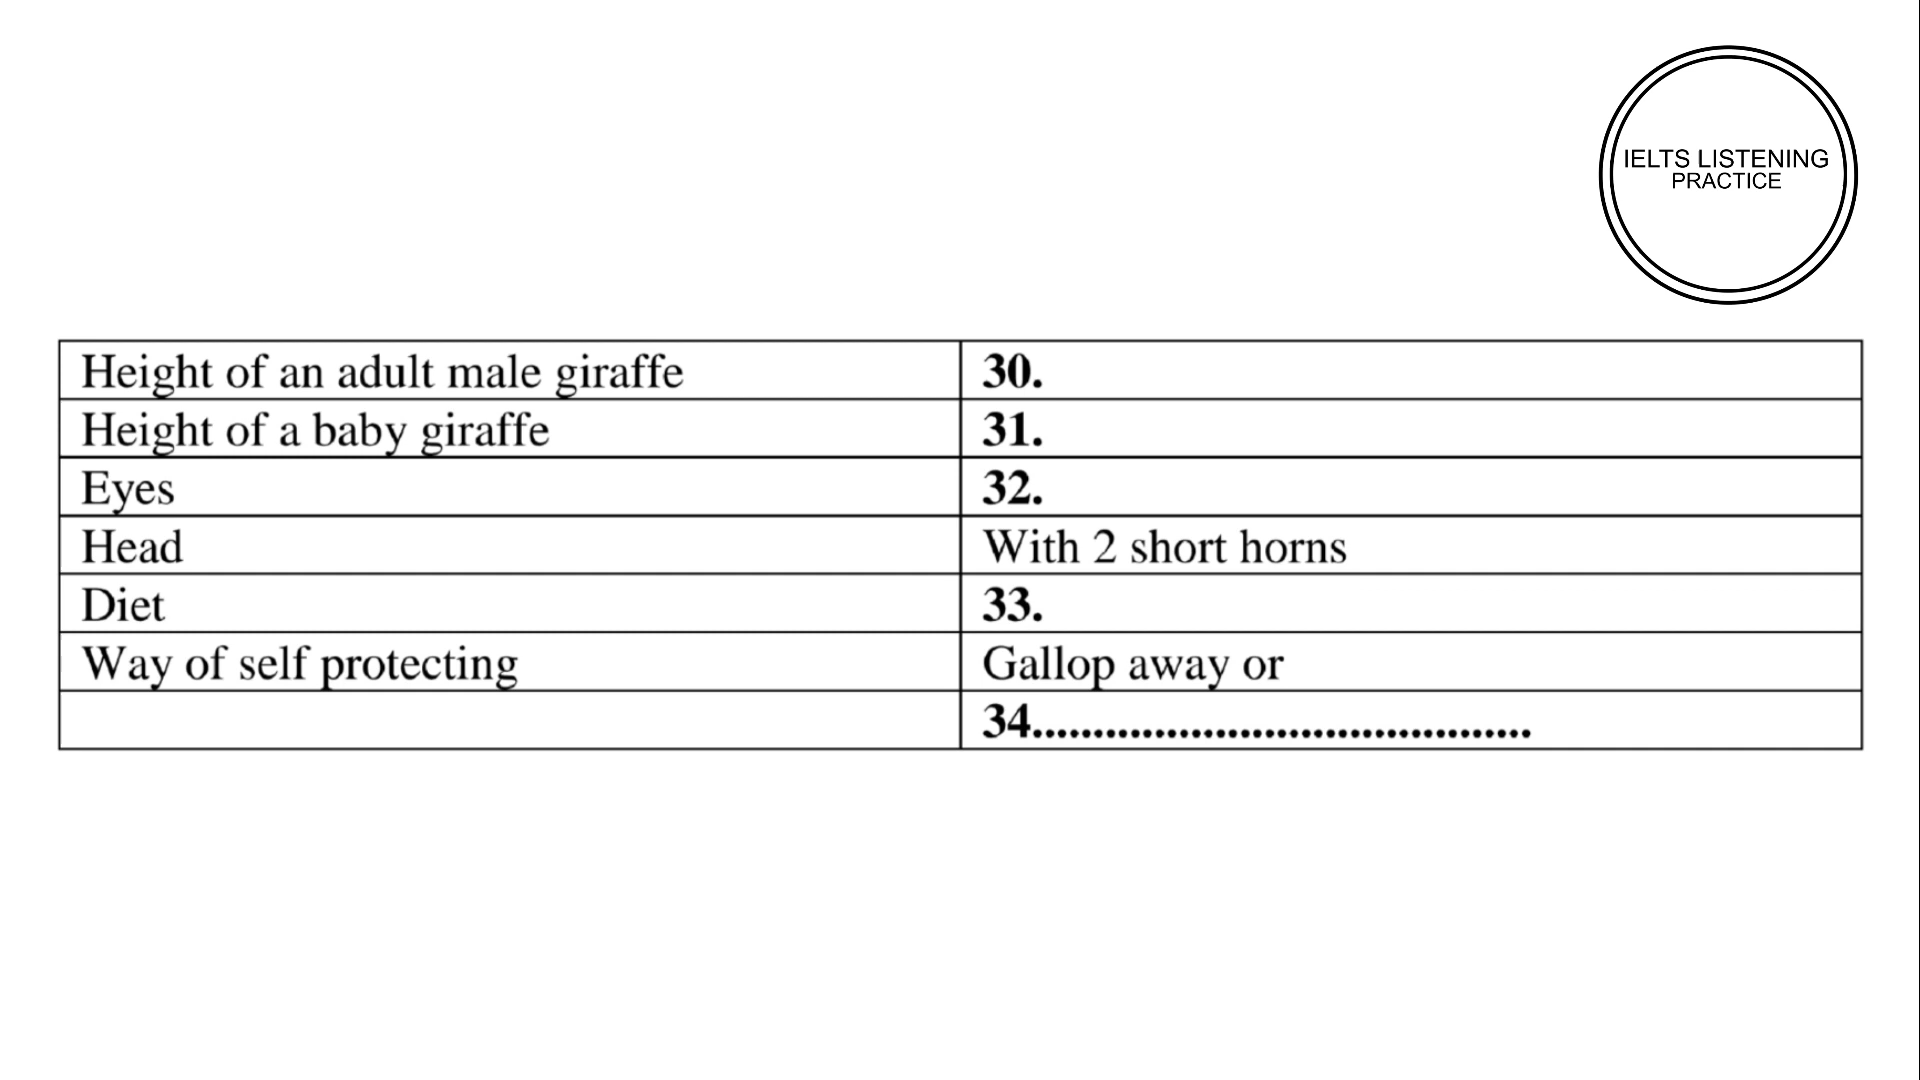 IELTS LISTENING
PRACTICE
Height of an adult male giraffe 30.
Height of a baby giraffe 31.
Eyes 32.
Head With 2 short horns
Diet 33.
Way of self protecting Gallop away or
34.........................................